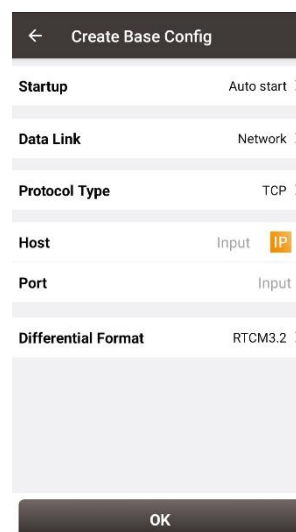 Create Base Config
Startup Auto start
Data Link Network
Protocol Type TCP
Host Input IP
Port Input
Differential Format RTCM3.2
OK